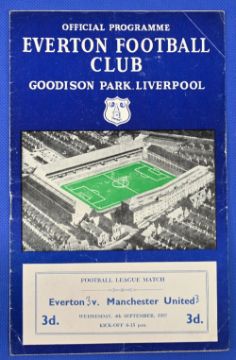 OFFICIAL PROGRAMME
EVERTON FOOTBALL
CLUB
GOODISON PARK, LIVERPOOL
FOOTBALL LEAGUE MATCH
Everton 3 v. Manchester United 3
WEDNESDAY, 4th SEPTEMBER, 1957
3d. 3d.
KICK-OFF 6-15 p.m.